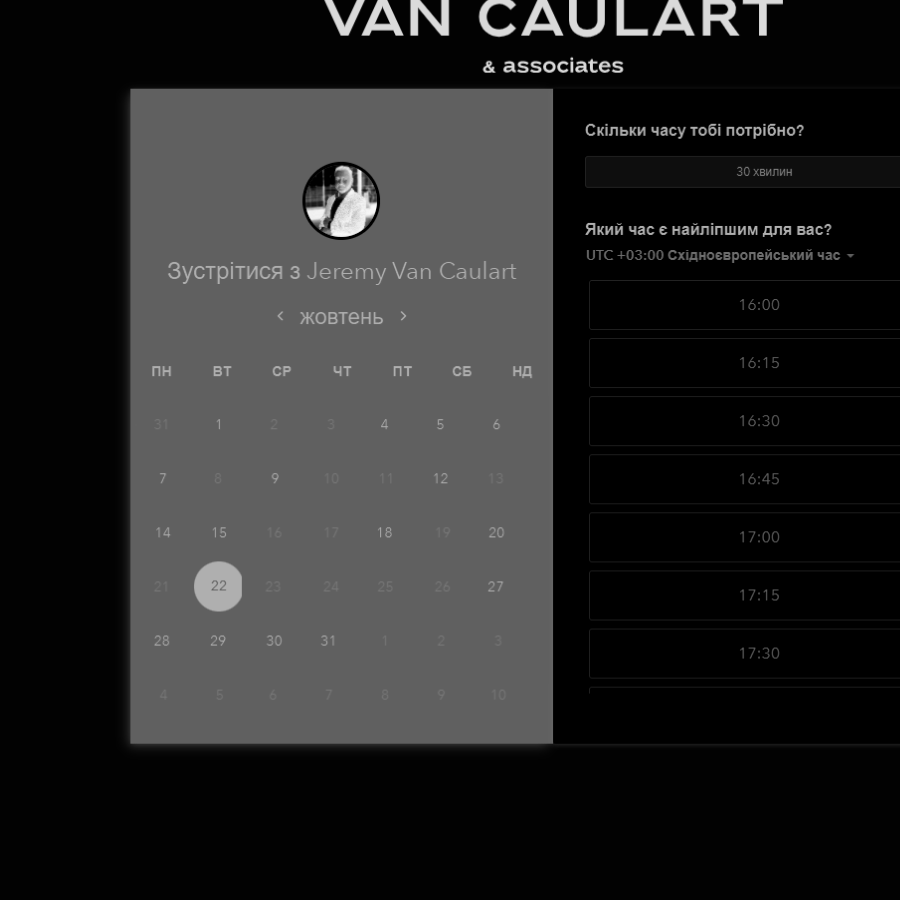 VAN CAULART
& associates
Зустрітися з Jeremy Van Caulart
жовтень
ПН ВТ СР ЧТ ПТ СБ НД
31 1 2 3 4 5 6
7 8 9 10 11 12 13
14 15 16 17 18 19 20
21 22 23 24 25 26 27
28 29 30 31 1 2 3
4 5 6 7 8 9 10
Скільки часу тобі потрібно?
30 хвилин
Який час є найліпшим для вас?
UTC +03:00 Східноєвропейський час
16:00
16:15
16:30
16:45
17:00
17:15
17:30